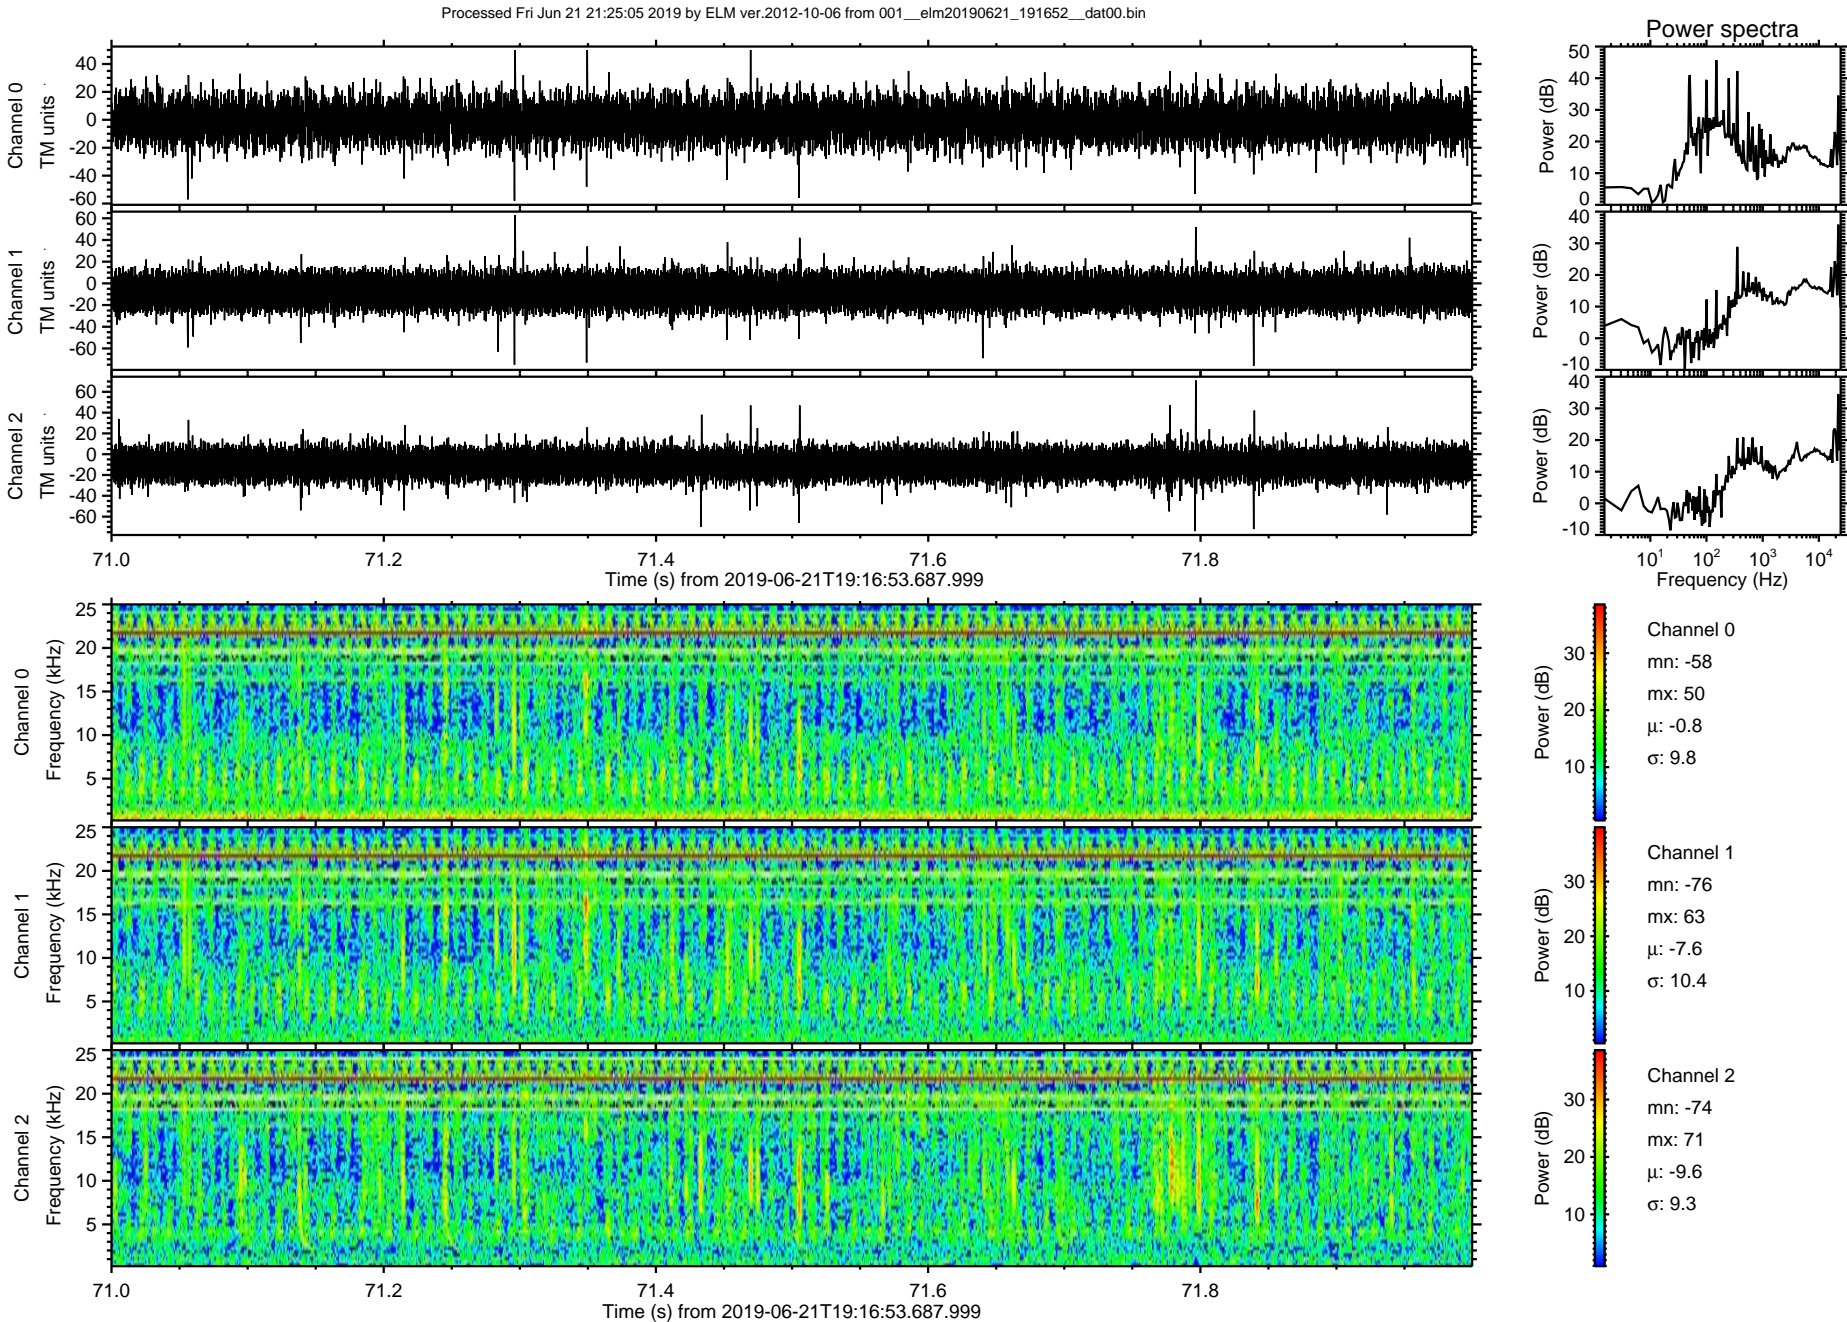 Processed Fri Jun 21 21:25:05 2019 by ELM ver.2012-10-06 from 001__elm20190621_191652__dat00.bin
Power spectra
Channel 0
TM units
40
20
0
-20
-40
-60
Power (dB)
50
40
30
20
10
0
Channel 1
TM units
60
40
20
0
-20
-40
-60
Power (dB)
40
30
20
10
0
-10
Channel 2
TM units
60
40
20
0
-20
-40
-60
Power (dB)
40
30
20
10
0
-10
71.0 71.2 71.4 71.6 71.8
Time (s) from 2019-06-21T19:16:53.687.999
10¹ 10² 10³ 10⁴
Frequency (Hz)
Channel 0
Frequency (kHz)
25
20
15
10
5
Power (dB)
30
20
10
Channel 0
mn: -58
mx: 50
μ: -0.8
σ: 9.8
Channel 1
Frequency (kHz)
25
20
15
10
5
Power (dB)
30
20
10
Channel 1
mn: -76
mx: 63
μ: -7.6
σ: 10.4
Channel 2
Frequency (kHz)
25
20
15
10
5
Power (dB)
30
20
10
Channel 2
mn: -74
mx: 71
μ: -9.6
σ: 9.3
71.0 71.2 71.4 71.6 71.8
Time (s) from 2019-06-21T19:16:53.687.999